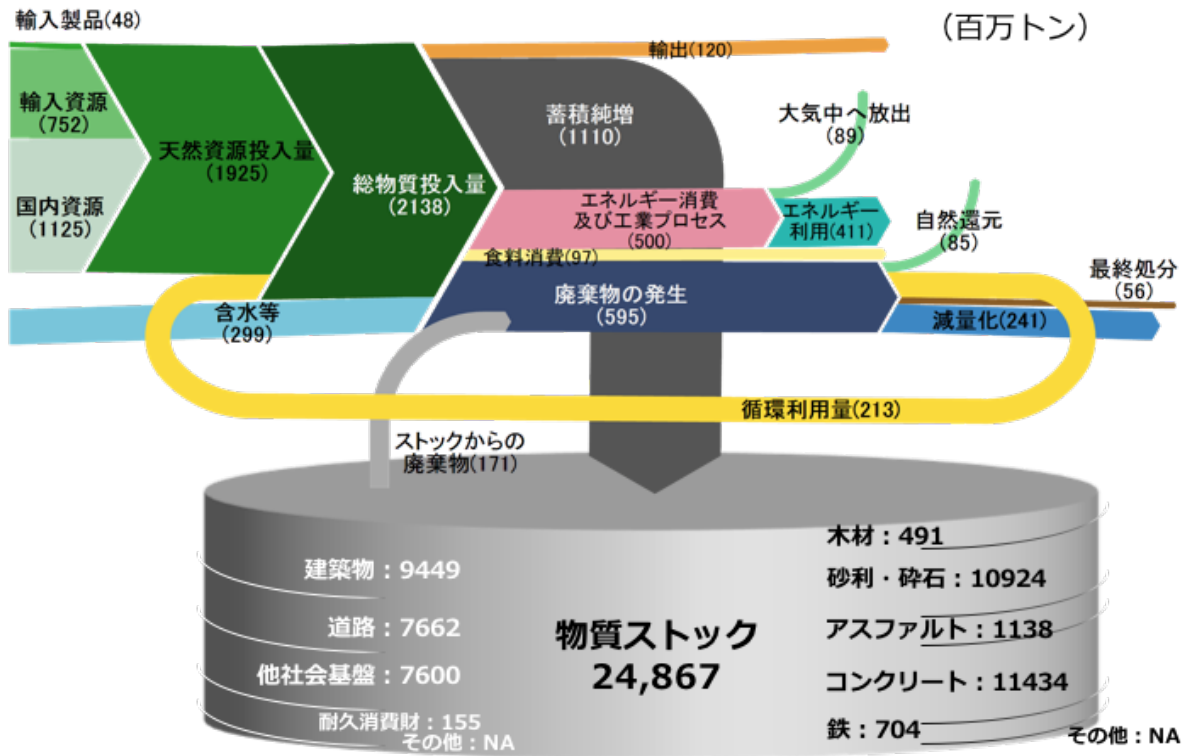 輸入製品(48)
(百万トン)
輸出(120)
輸入資源
(752)
蓄積純増
(1110)
大気中へ放出
(89)
天然資源投入量
(1925)
総物質投入量
(2138)
国内資源
(1125)
エネルギー消費
及び工業プロセス
(500)
エネルギー
利用(411)
自然還元
(85)
食料消費(97)
最終処分
(56)
含水等
(299)
廃棄物の発生
(595)
減量化(241)
循環利用量(213)
ストックからの
廃棄物(171)
建築物：9449
道路：7662
他社会基盤：7600
耐久消費財：155
その他：NA
物質ストック
24,867
木材：491
砂利・砕石：10924
アスファルト：1138
コンクリート：11434
鉄：704
その他：NA